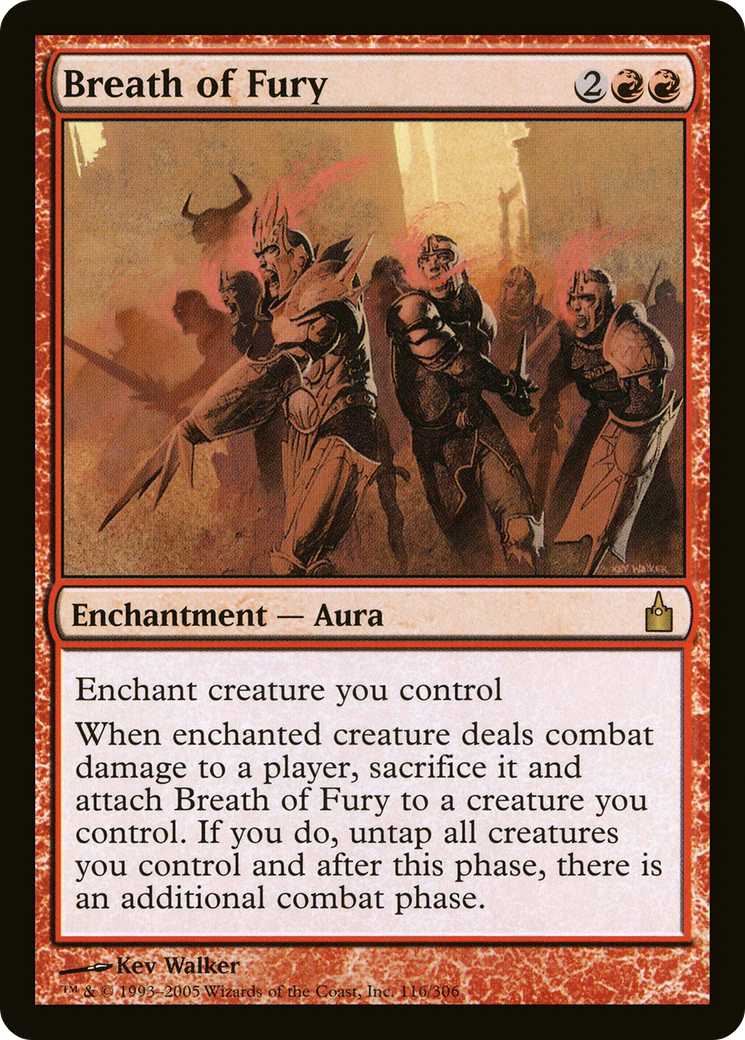 Breath of Fury 2
KEV WALKER
Enchantment — Aura
Enchant creature you control
When enchanted creature deals combat
damage to a player, sacrifice it and
attach Breath of Fury to a creature you
control. If you do, untap all creatures
you control and after this phase, there is
an additional combat phase.
Kev Walker
™ & © 1993–2005 Wizards of the Coast, Inc. 116/306